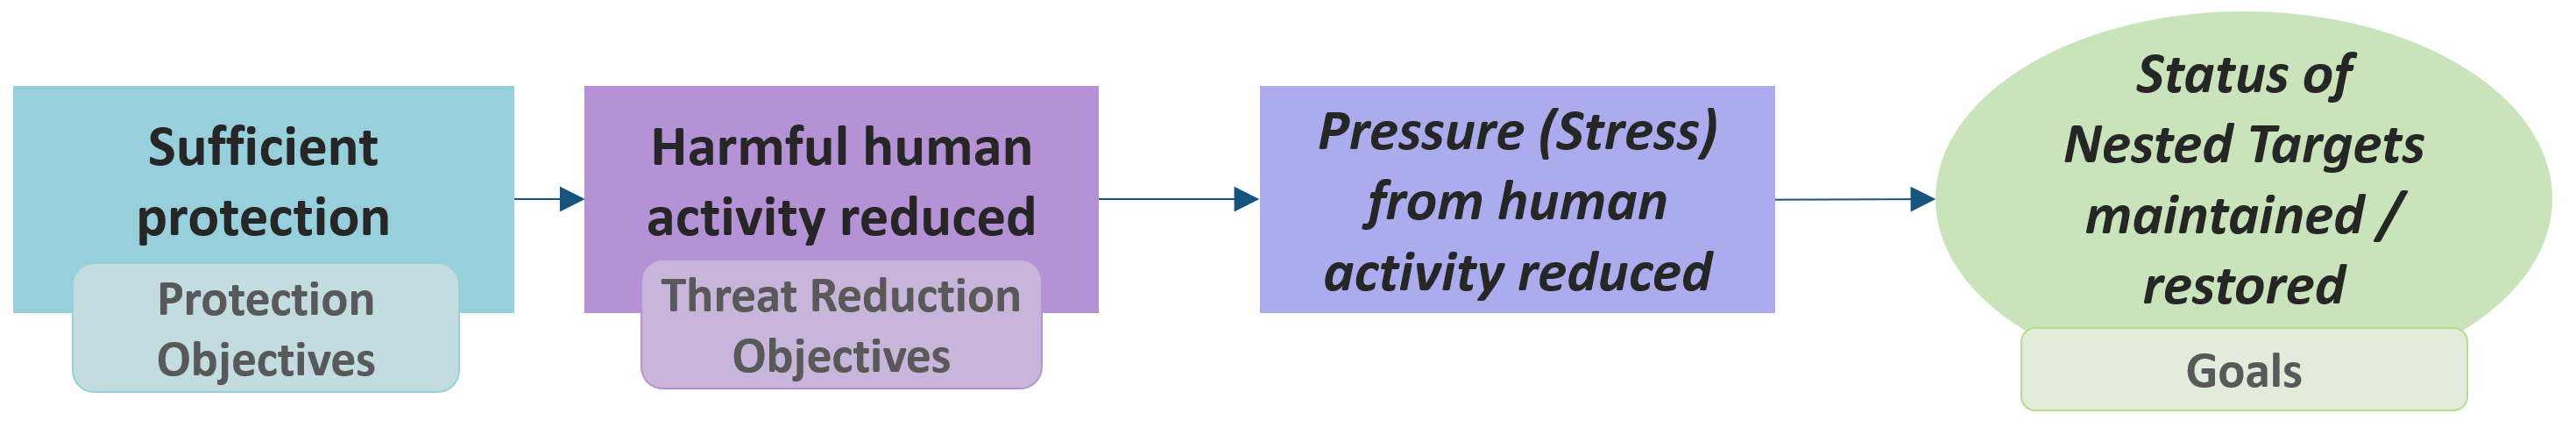 Sufficient
protection
Protection
Objectives
Harmful human
activity reduced
Threat Reduction
Objectives
Pressure (Stress)
from human
activity reduced
Status of
Nested Targets
maintained /
restored
Goals